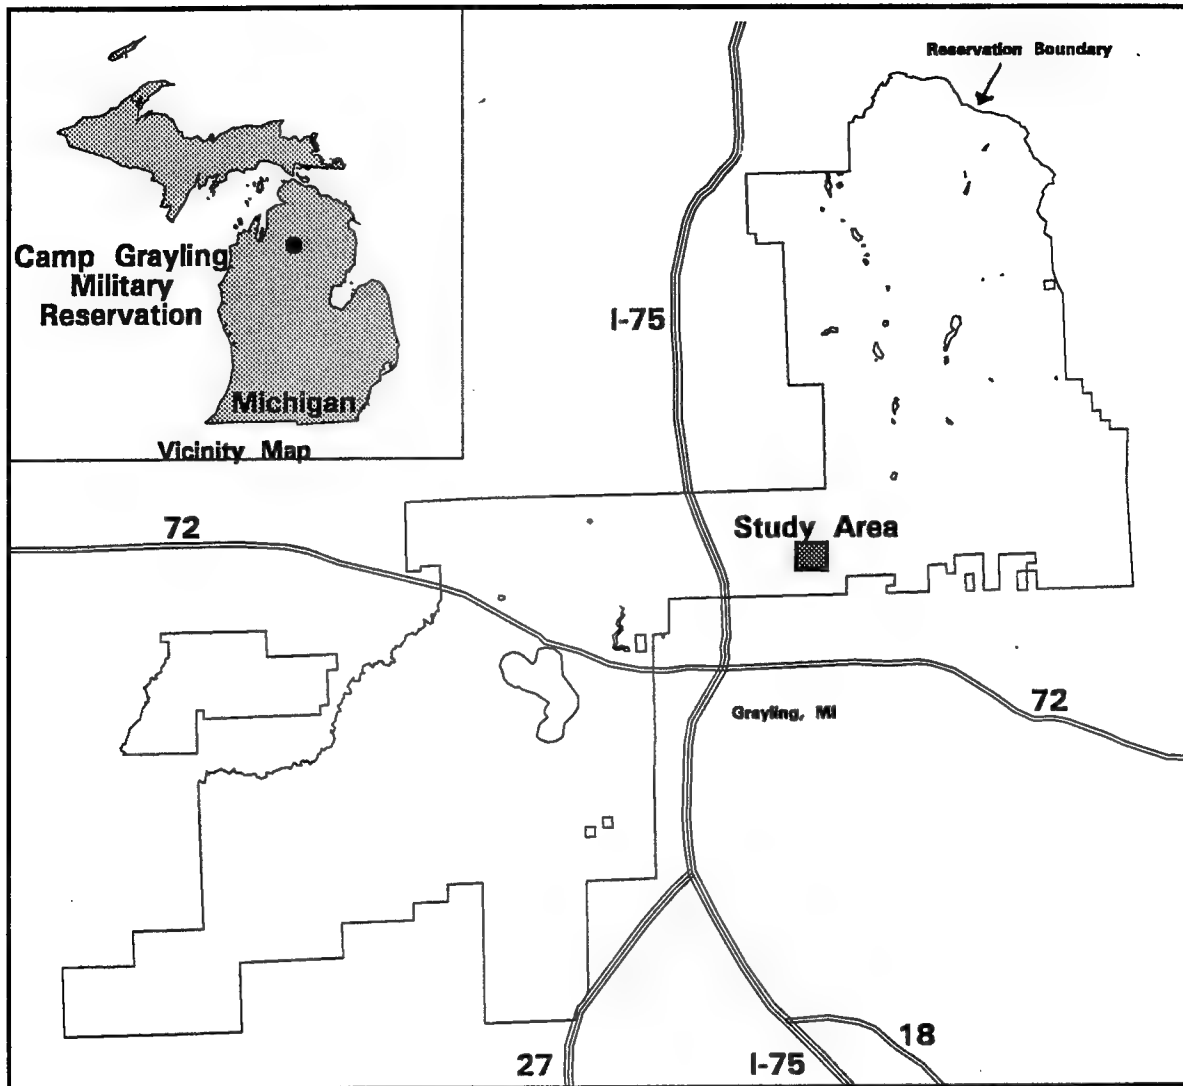 Reservation Boundary
Camp Grayling
Military
Reservation
I-75
Michigan
Vicinity Map
72
Study Area
72
Grayling, MI
18
27
I-75